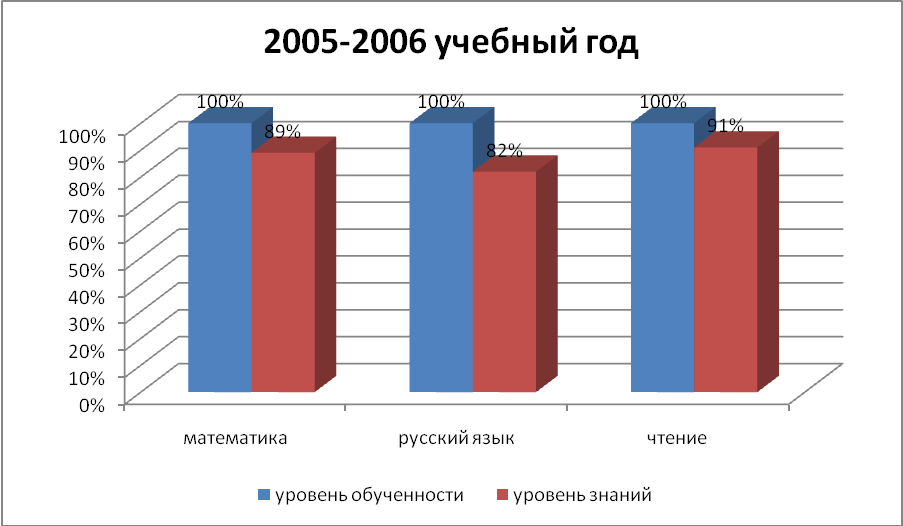 2005-2006 учебный год
100% 100% 100%
89% 82% 91%
100%
90%
80%
70%
60%
50%
40%
30%
20%
10%
0%
математика русский язык чтение
уровень обученности уровень знаний